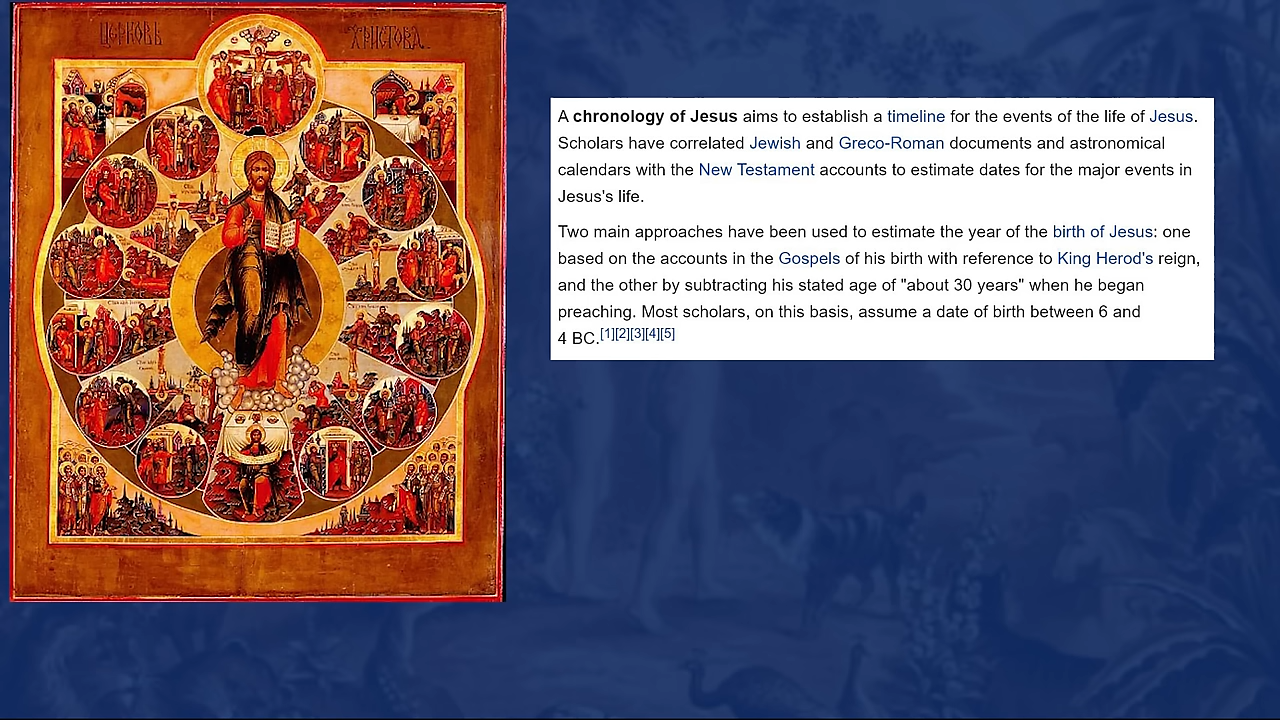 ЦЕРКОВЬ ХРИСТОВА
A chronology of Jesus aims to establish a timeline for the events of the life of Jesus.
Scholars have correlated Jewish and Greco-Roman documents and astronomical
calendars with the New Testament accounts to estimate dates for the major events in
Jesus's life.
Two main approaches have been used to estimate the year of the birth of Jesus: one
based on the accounts in the Gospels of his birth with reference to King Herod's reign,
and the other by subtracting his stated age of "about 30 years" when he began
preaching. Most scholars, on this basis, assume a date of birth between 6 and
4 BC.[1][2][3][4][5]